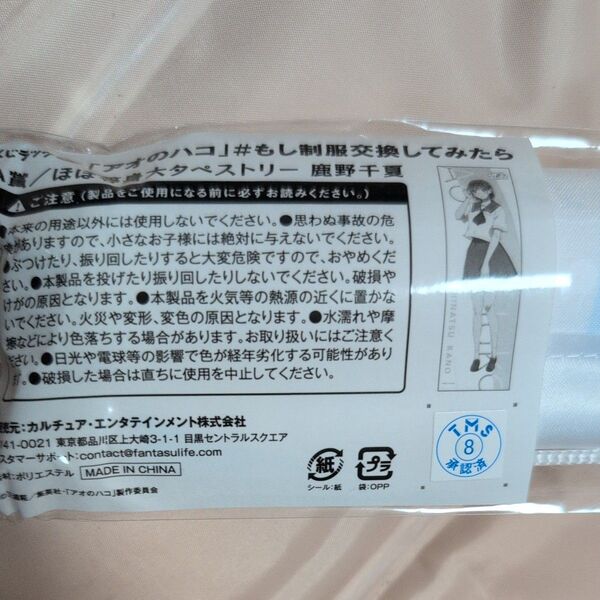 「アオのハコ」#もし制服交換してみたら
賞/ほぼ等身大タペストリー 鹿野千夏
ご注意(製品をご使用になる前に必ずお読みください。)
本来の用途以外には使用しないでください。●思わぬ事故の危
険がありますので、小さなお子様には絶対に与えないでください。
●ぶつけたり、振り回したりすると大変危険ですので、おやめくだ
さい。●本製品を投げたり振り回したりしないでください。破損や
けがの原因となります。●本製品を火気等の熱源の近くに置かな
いでください。火災や変形、変色の原因となります。●水濡れや摩
擦などにより色落ちする場合があります。お取り扱いにはご注意く
ださい。●日光や電球等の影響で色が経年劣化する可能性があり
ます。●破損した場合は直ちに使用を中止してください。
売元:カルチュア・エンタテインメント株式会社
141-0021 東京都品川区上大崎3-1-1 目黒セントラルスクエア
スタマーサポート:contact@fantasulife.com
材:ポリエステル MADE IN CHINA
/集英社・「アオのハコ」製作委員会
紙
シール:紙
プラ
袋:OPP
HINATSU KANO
TMS
8
承認済